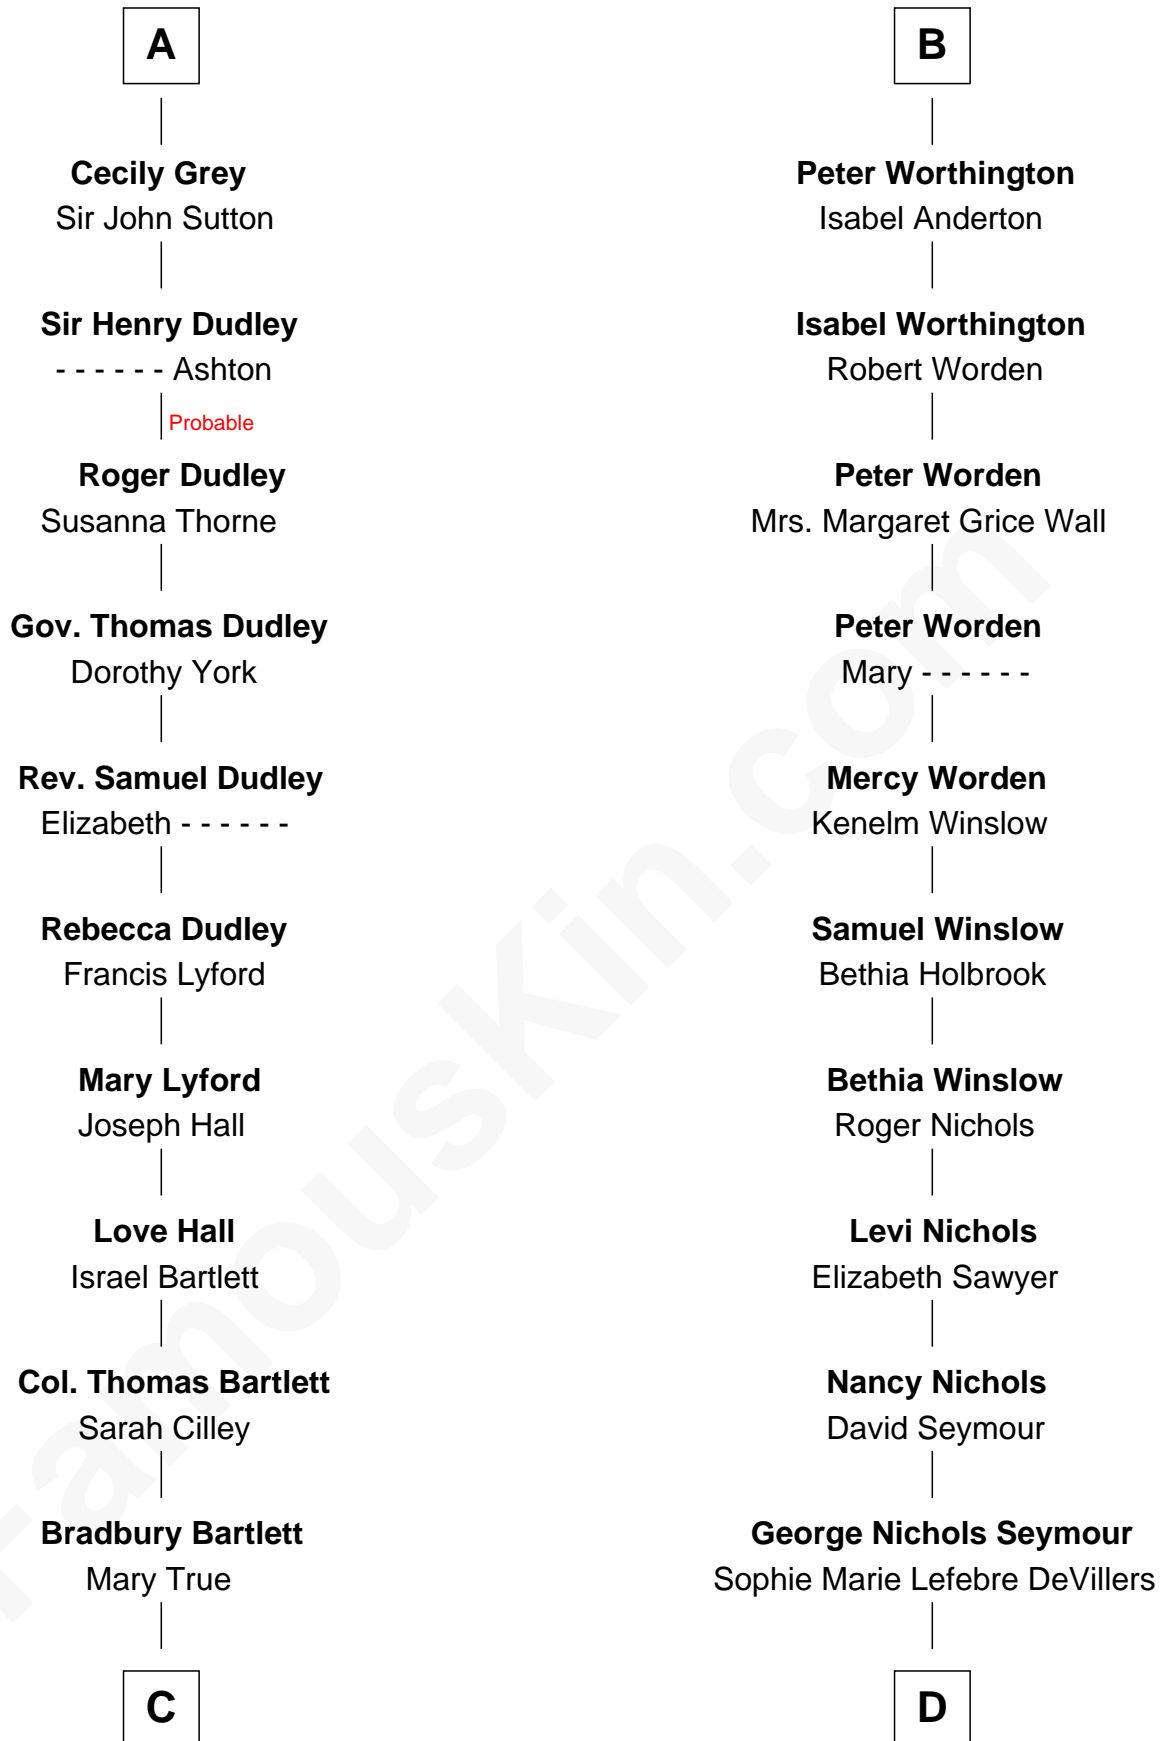 A
Cecily Grey
Sir John Sutton
Sir Henry Dudley
- - - - - - Ashton
Probable
Roger Dudley
Susanna Thorne
Gov. Thomas Dudley
Dorothy York
Rev. Samuel Dudley
Elizabeth - - - - - -
Rebecca Dudley
Francis Lyford
Mary Lyford
Joseph Hall
Love Hall
Israel Bartlett
Col. Thomas Bartlett
Sarah Cilley
Bradbury Bartlett
Mary True
C
B
Peter Worthington
Isabel Anderton
Isabel Worthington
Robert Worden
Peter Worden
Mrs. Margaret Grice Wall
Peter Worden
Mary - - - - - -
Mercy Worden
Kenelm Winslow
Samuel Winslow
Bethia Holbrook
Bethia Winslow
Roger Nichols
Levi Nichols
Elizabeth Sawyer
Nancy Nichols
David Seymour
George Nichols Seymour
Sophie Marie Lefebre DeVillers
D
FamousKin.com